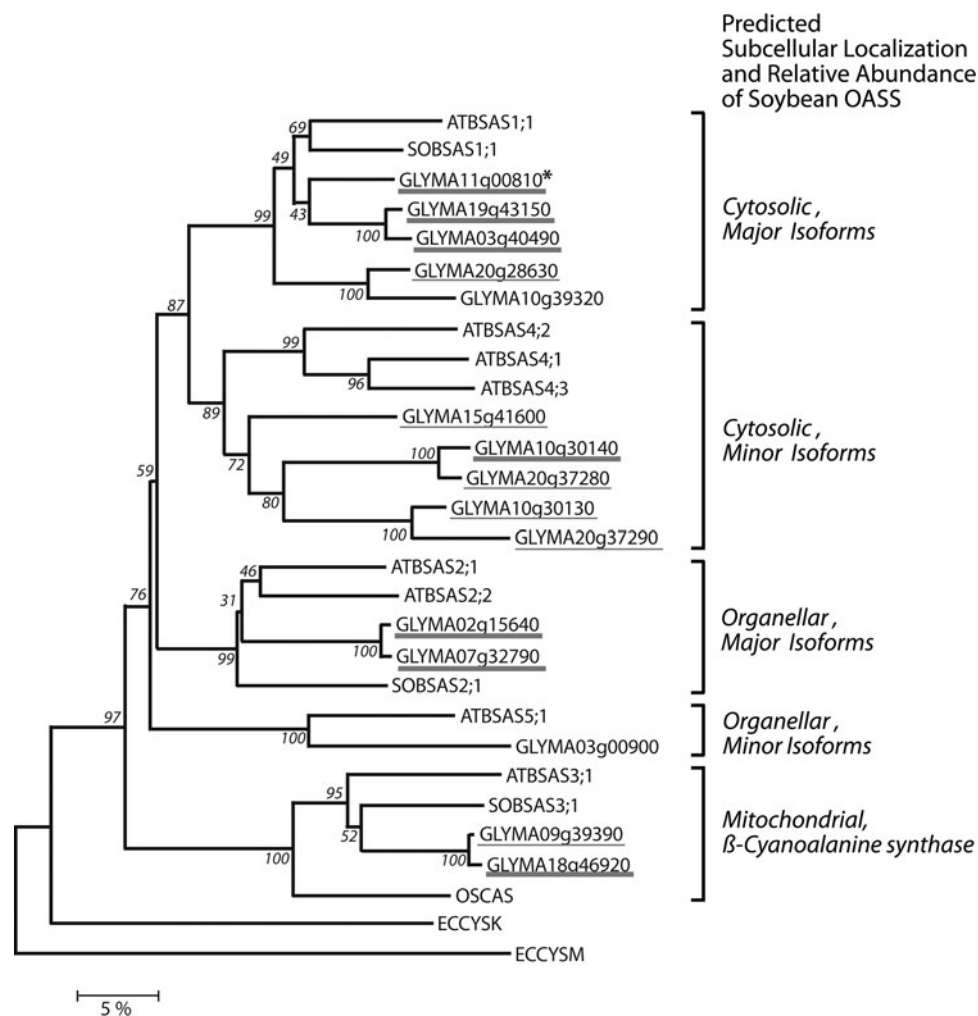 Predicted
Subcellular Localization
and Relative Abundance
of Soybean OASS
69
ATBSAS1;1
49
SOBSAS1;1
GLYMA11g00810*
99
43
GLYMA19g43150
100
GLYMA03g40490
Cytosolic,
Major Isoforms
GLYMA20g28630
100
GLYMA10g39320
87
99
ATBSAS4;2
ATBSAS4;1
96
ATBSAS4;3
89
GLYMA15g41600
100
GLYMA10g30140
72
GLYMA20g37280
Cytosolic,
Minor Isoforms
59
80
GLYMA10g30130
100
GLYMA20g37290
46
ATBSAS2;1
76
31
ATBSAS2;2
GLYMA02g15640
100
GLYMA07g32790
99
SOBSAS2;1
Organellar,
Major Isoforms
97
ATBSAS5;1
100
GLYMA03g00900
Organellar,
Minor Isoforms
95
ATBSAS3;1
SOBSAS3;1
52
GLYMA09g39390
100
GLYMA18g46920
100
OSCAS
Mitochondrial,
ß-Cyanoalanine synthase
ECCYSK
ECCYSM
5 %